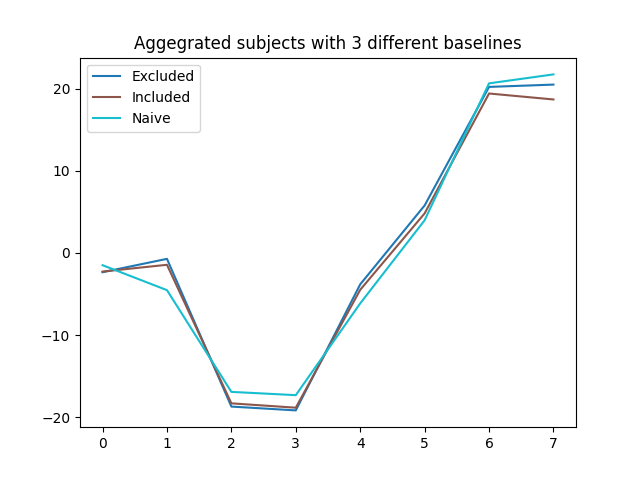 Aggegrated subjects with 3 different baselines
Excluded
Included
Naive
20
10
0
−10
−20
0 1 2 3 4 5 6 7